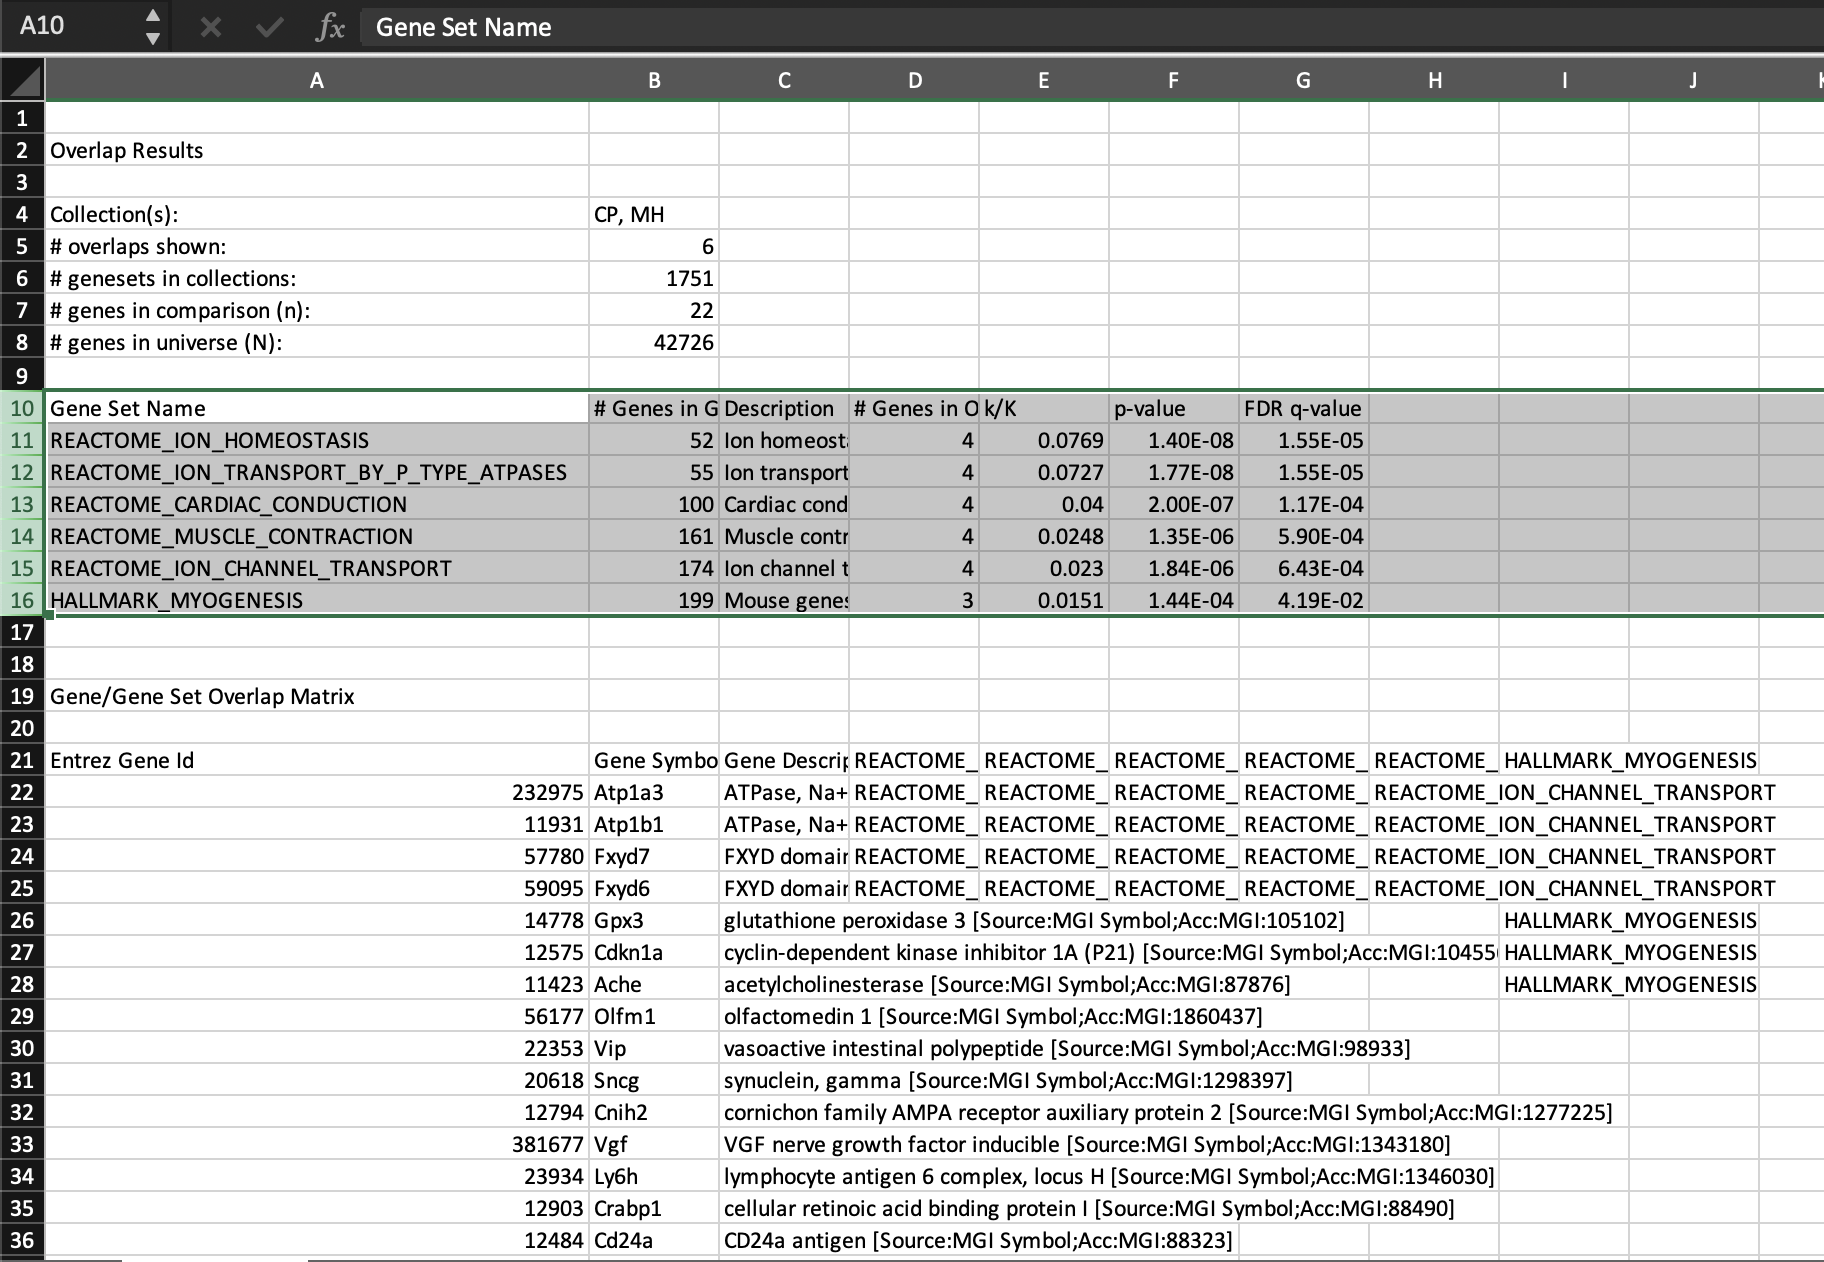 A10 fx Gene Set Name
A B C D E F G H I J
1
2 Overlap Results
3
4 Collection(s): CP, MH
5 # overlaps shown: 6
6 # genesets in collections: 1751
7 # genes in comparison (n): 22
8 # genes in universe (N): 42726
9
10 Gene Set Name # Genes in G Description # Genes in O k/K p-value FDR q-value
11 REACTOME_ION_HOMEOSTASIS 52 Ion homeosta 4 0.0769 1.40E-08 1.55E-05
12 REACTOME_ION_TRANSPORT_BY_P_TYPE_ATPASES 55 Ion transport 4 0.0727 1.77E-08 1.55E-05
13 REACTOME_CARDIAC_CONDUCTION 100 Cardiac cond 4 0.04 2.00E-07 1.17E-04
14 REACTOME_MUSCLE_CONTRACTION 161 Muscle contr 4 0.0248 1.35E-06 5.90E-04
15 REACTOME_ION_CHANNEL_TRANSPORT 174 Ion channel t 4 0.023 1.84E-06 6.43E-04
16 HALLMARK_MYOGENESIS 199 Mouse genes 3 0.0151 1.44E-04 4.19E-02
17
18
19 Gene/Gene Set Overlap Matrix
20
21 Entrez Gene Id Gene Symbo Gene Descrip REACTOME_ REACTOME_ REACTOME_ REACTOME_ REACTOME_ HALLMARK_MYOGENESIS
22 232975 Atp1a3 ATPase, Na+ REACTOME_ REACTOME_ REACTOME_ REACTOME_ REACTOME_ION_CHANNEL_TRANSPORT
23 11931 Atp1b1 ATPase, Na+ REACTOME_ REACTOME_ REACTOME_ REACTOME_ REACTOME_ION_CHANNEL_TRANSPORT
24 57780 Fxyd7 FXYD domain REACTOME_ REACTOME_ REACTOME_ REACTOME_ REACTOME_ION_CHANNEL_TRANSPORT
25 59095 Fxyd6 FXYD domain REACTOME_ REACTOME_ REACTOME_ REACTOME_ REACTOME_ION_CHANNEL_TRANSPORT
26 14778 Gpx3 glutathione peroxidase 3 [Source:MGI Symbol;Acc:MGI:105102] HALLMARK_MYOGENESIS
27 12575 Cdkn1a cyclin-dependent kinase inhibitor 1A (P21) [Source:MGI Symbol;Acc:MGI:10455 HALLMARK_MYOGENESIS
28 11423 Ache acetylcholinesterase [Source:MGI Symbol;Acc:MGI:87876] HALLMARK_MYOGENESIS
29 56177 Olfm1 olfactomedin 1 [Source:MGI Symbol;Acc:MGI:1860437]
30 22353 Vip vasoactive intestinal polypeptide [Source:MGI Symbol;Acc:MGI:98933]
31 20618 Sncg synuclein, gamma [Source:MGI Symbol;Acc:MGI:1298397]
32 12794 Cnih2 cornichon family AMPA receptor auxiliary protein 2 [Source:MGI Symbol;Acc:MGI:1277225]
33 381677 Vgf VGF nerve growth factor inducible [Source:MGI Symbol;Acc:MGI:1343180]
34 23934 Ly6h lymphocyte antigen 6 complex, locus H [Source:MGI Symbol;Acc:MGI:1346030]
35 12903 Crabp1 cellular retinoic acid binding protein I [Source:MGI Symbol;Acc:MGI:88490]
36 12484 Cd24a CD24a antigen [Source:MGI Symbol;Acc:MGI:88323]